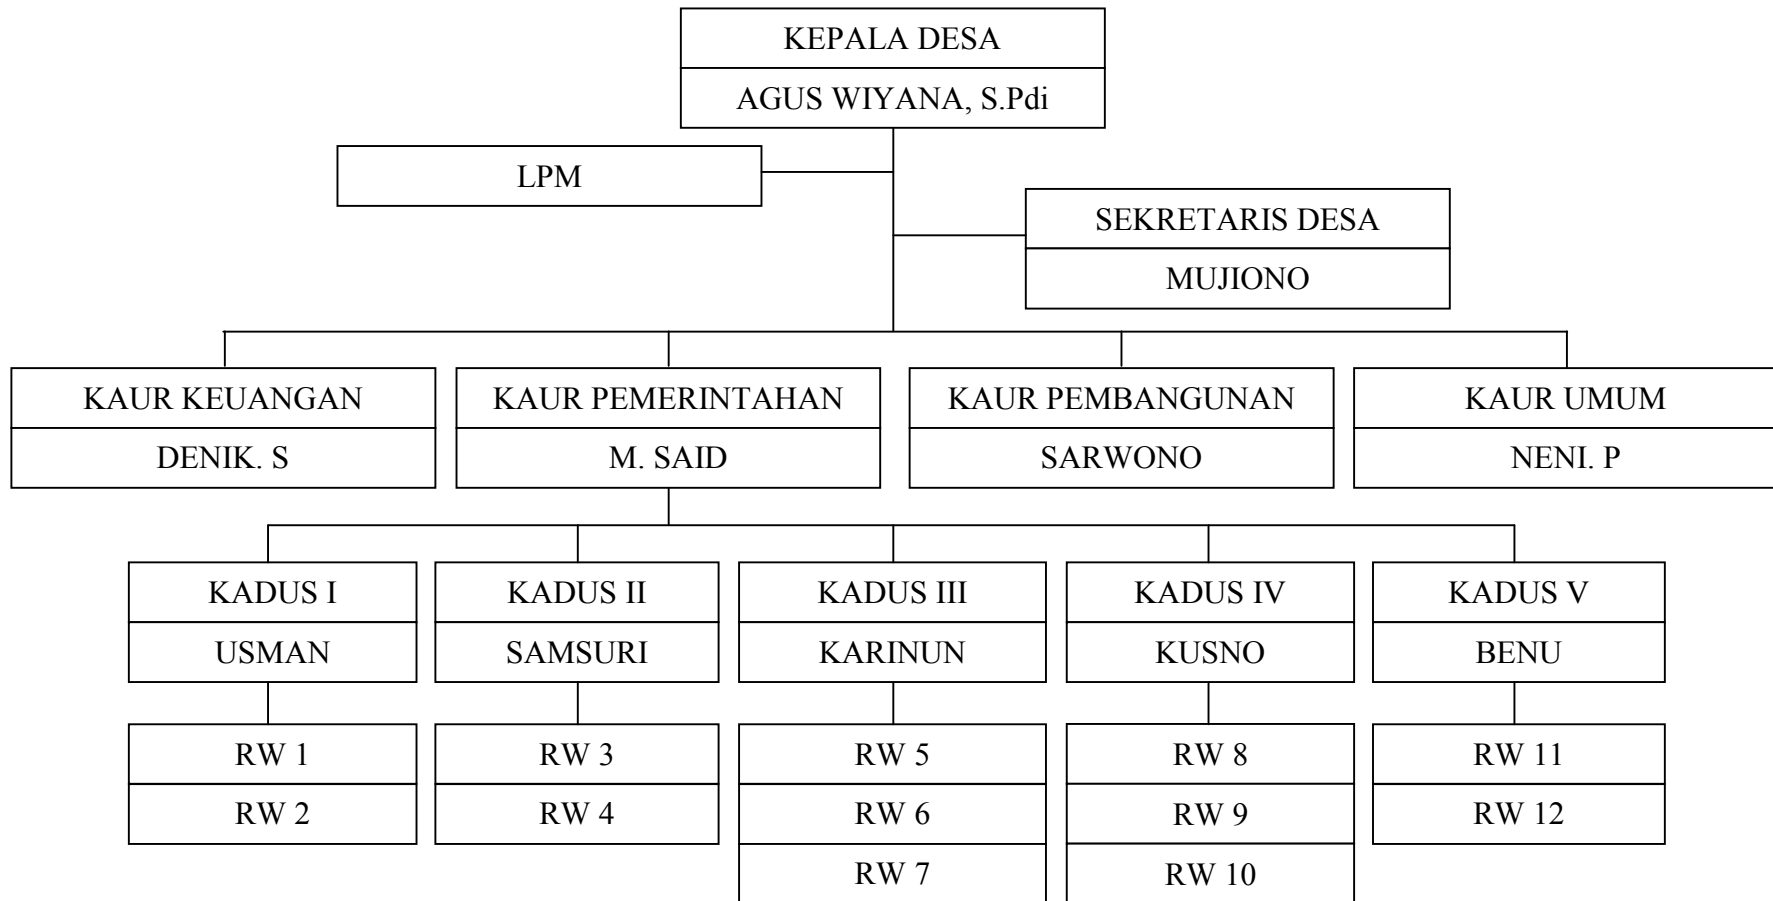 KEPALA DESA
AGUS WIYANA, S.Pdi
LPM
SEKRETARIS DESA
MUJIONO
KAUR KEUANGAN
DENIK. S
KAUR PEMERINTAHAN
M. SAID
KAUR PEMBANGUNAN
SARWONO
KAUR UMUM
NENI. P
KADUS I
USMAN
RW 1
RW 2
KADUS II
SAMSURI
RW 3
RW 4
KADUS III
KARINUN
RW 5
RW 6
RW 7
KADUS IV
KUSNO
RW 8
RW 9
RW 10
KADUS V
BENU
RW 11
RW 12